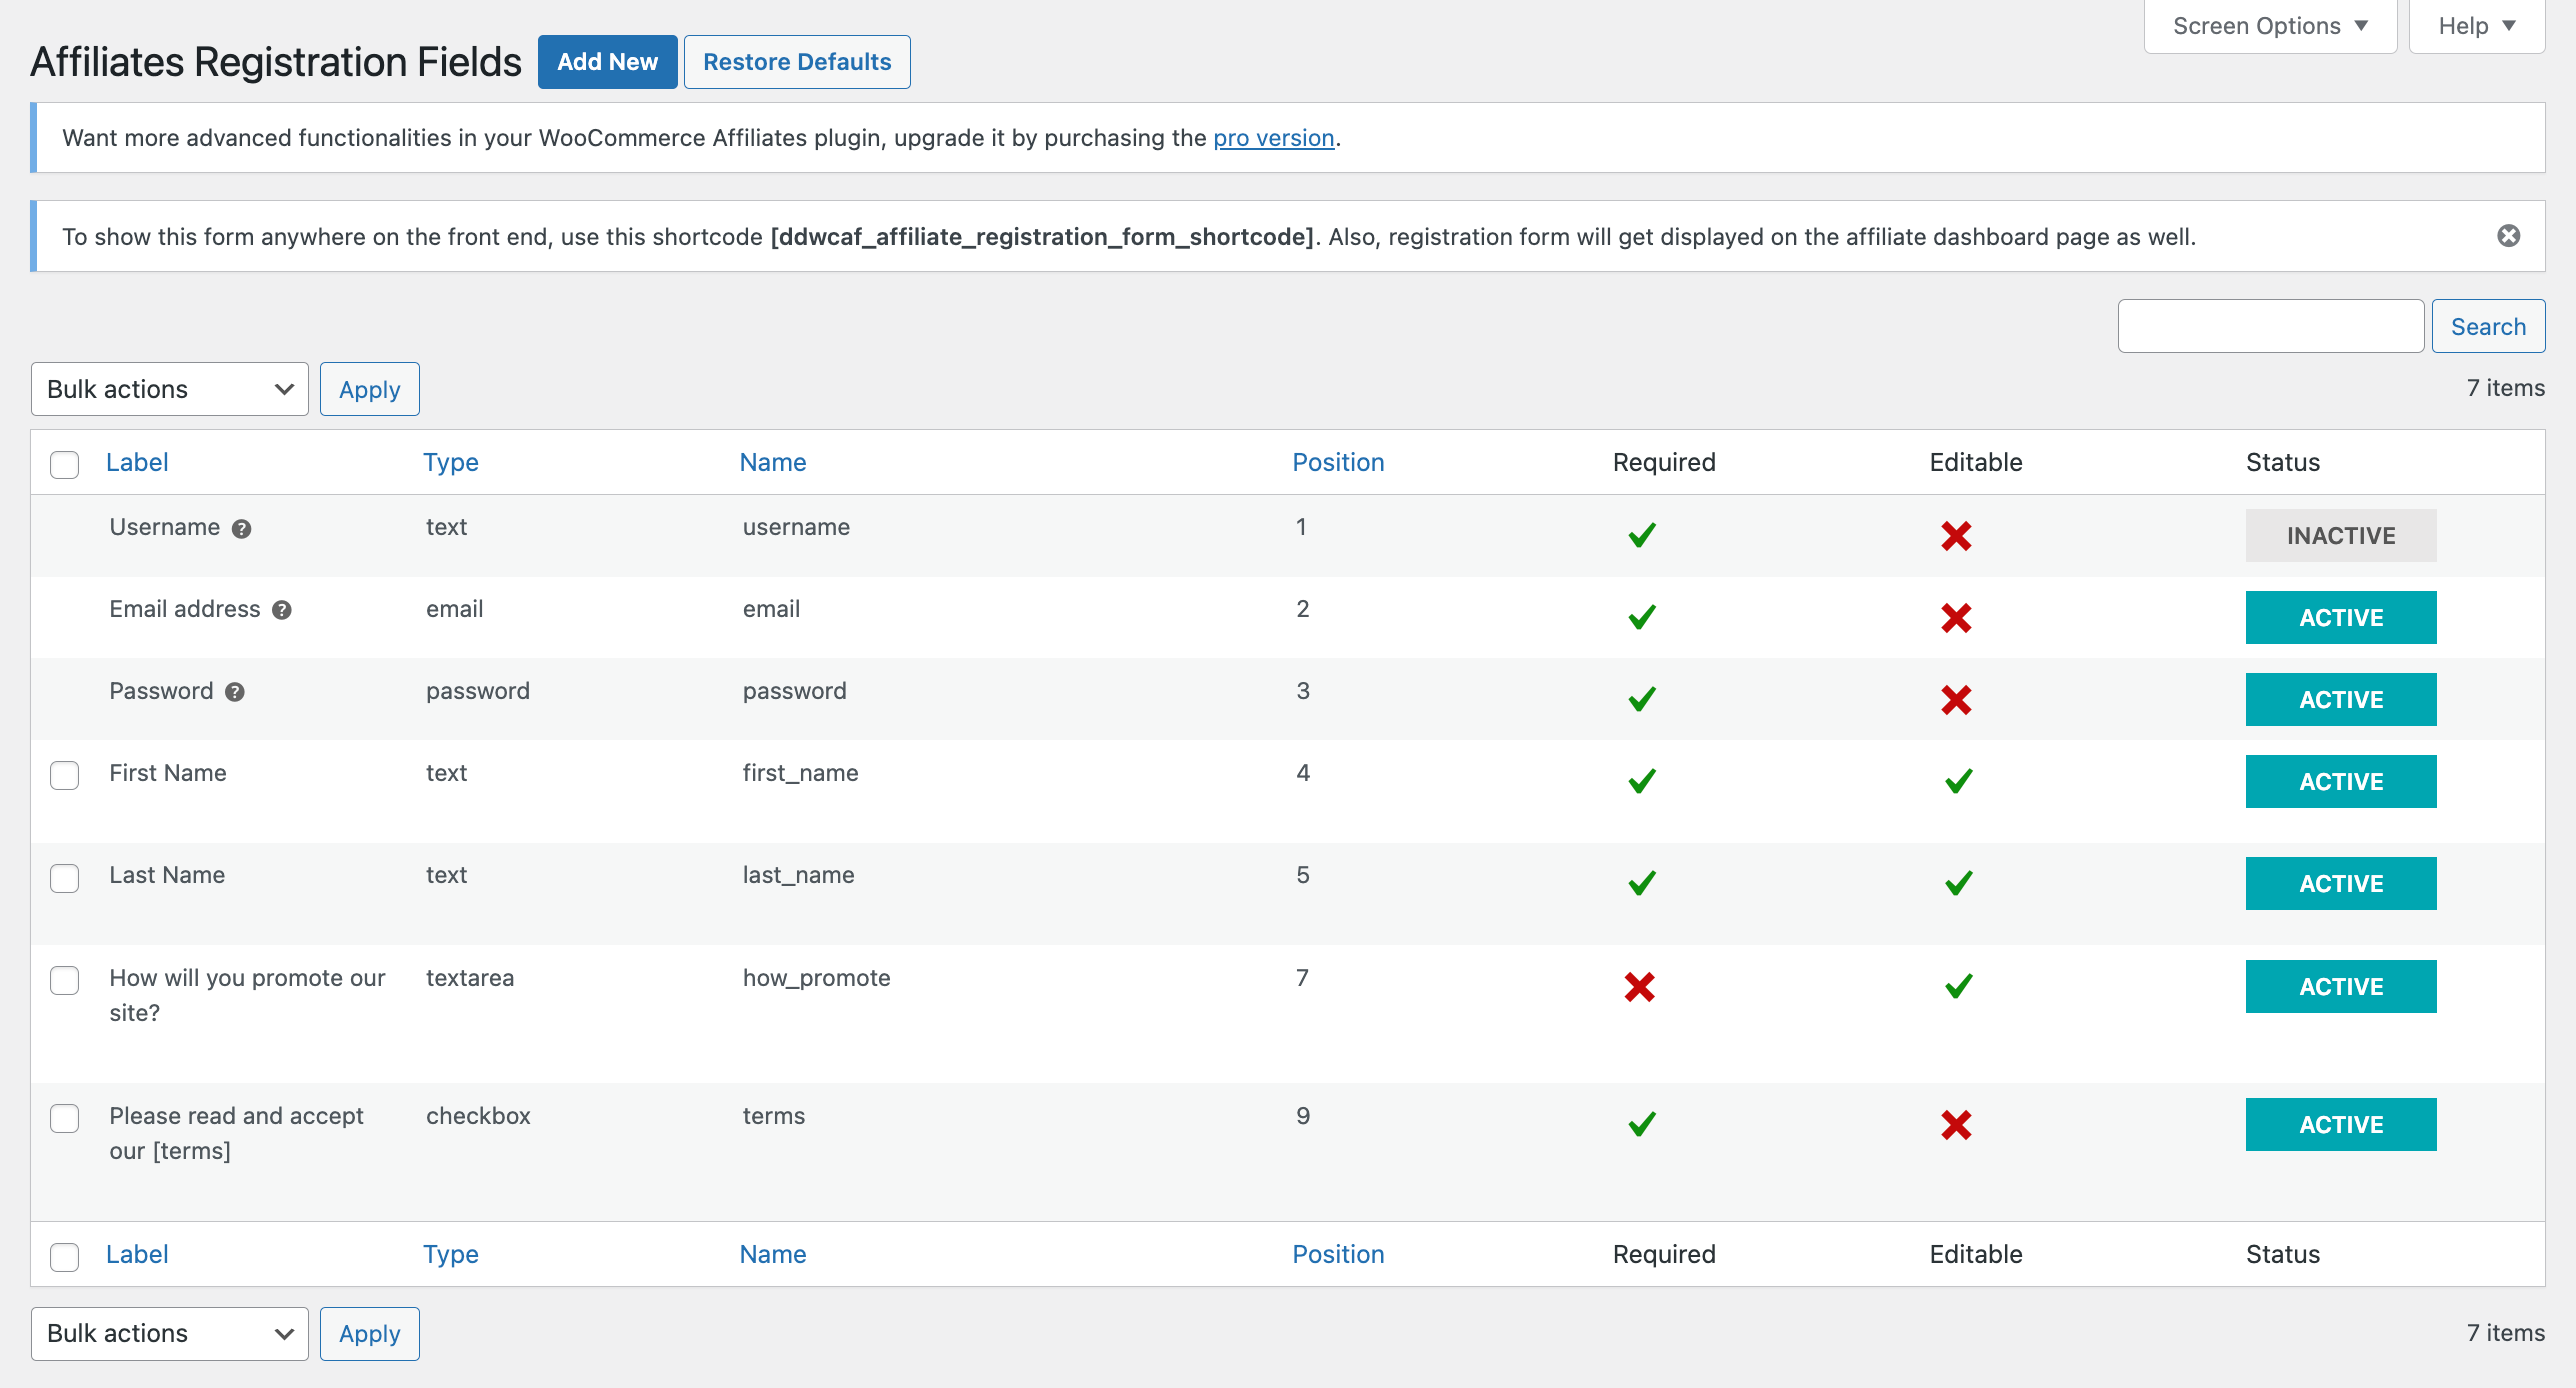 Screen Options ▼
Help ▼
Affiliates Registration Fields
Add New
Restore Defaults
Want more advanced functionalities in your WooCommerce Affiliates plugin, upgrade it by purchasing the pro version.
To show this form anywhere on the front end, use this shortcode [ddwcaf_affiliate_registration_form_shortcode]. Also, registration form will get displayed on the affiliate dashboard page as well.
Search
Bulk actions
Apply
7 items
Label Type Name Position Required Editable Status
Username text username 1 INACTIVE
Email address email email 2 ACTIVE
Password password password 3 ACTIVE
First Name text first_name 4 ACTIVE
Last Name text last_name 5 ACTIVE
How will you promote our textarea how_promote 7 ACTIVE
site?
Please read and accept checkbox terms 9 ACTIVE
our [terms]
Label Type Name Position Required Editable Status
Bulk actions
Apply
7 items